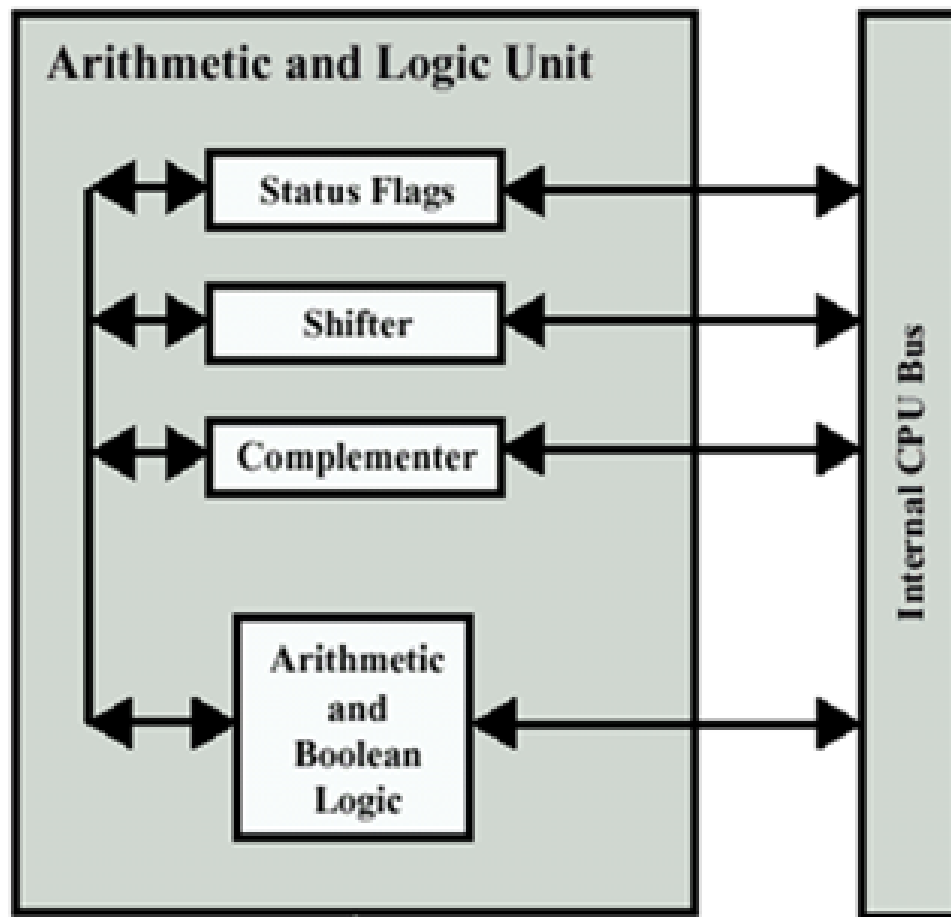 Arithmetic and Logic Unit
Status Flags
Shifter
Complementer
Arithmetic
and
Boolean
Logic
Internal CPU Bus